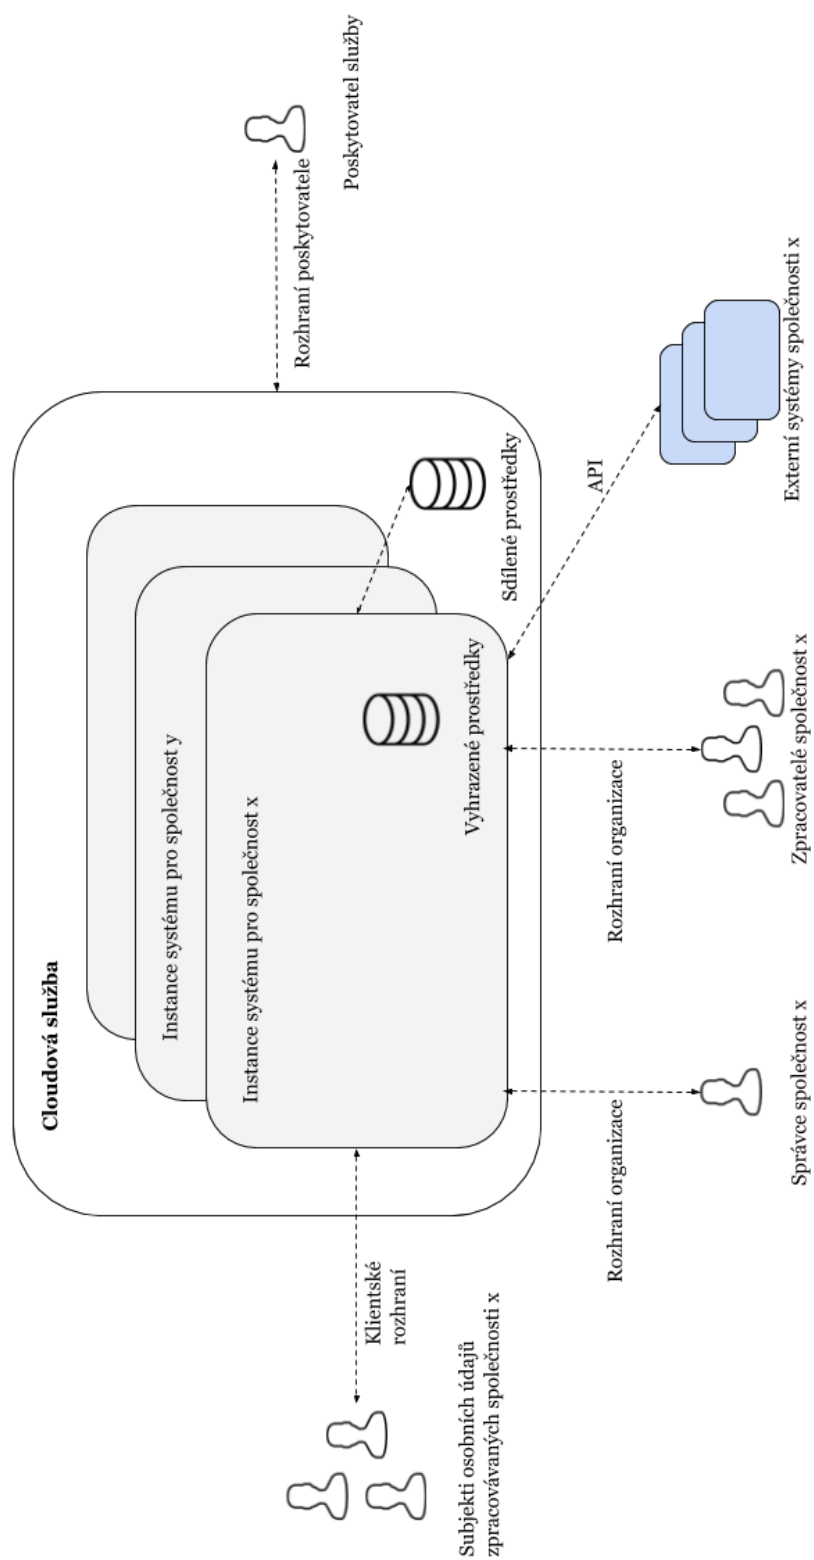 Cloudová služba
Instance systému pro společnost y
Instance systému pro společnost x
Vyhrazené prostředky
Sdílené prostředky
Rozhraní poskytovatele
Poskytovatel služby
Klientské
rozhraní
Subjekti osobních údajů
zpracovávaných společnosti x
Rozhraní organizace
Správce společnost x
Rozhraní organizace
Zpracovatelé společnost x
API
Externí systémy společnosti x